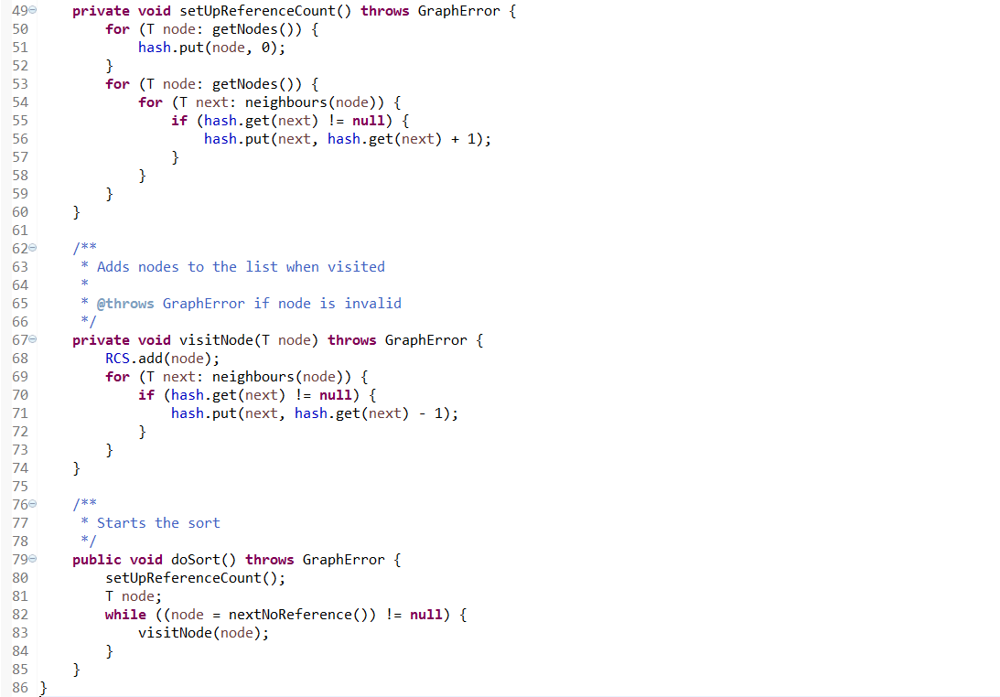 49 private void setUpReferenceCount() throws GraphError {
50 for (T node: getNodes()) {
51 hash.put(node, 0);
52 }
53 for (T node: getNodes()) {
54 for (T next: neighbours(node)) {
55 if (hash.get(next) != null) {
56 hash.put(next, hash.get(next) + 1);
57 }
58 }
59 }
60 }
61
62 /**
63 * Adds nodes to the list when visited
64 *
65 * @throws GraphError if node is invalid
66 */
67 private void visitNode(T node) throws GraphError {
68 RCS.add(node);
69 for (T next: neighbours(node)) {
70 if (hash.get(next) != null) {
71 hash.put(next, hash.get(next) - 1);
72 }
73 }
74 }
75
76 /**
77 * Starts the sort
78 */
79 public void doSort() throws GraphError {
80 setUpReferenceCount();
81 T node;
82 while ((node = nextNoReference()) != null) {
83 visitNode(node);
84 }
85 }
86 }